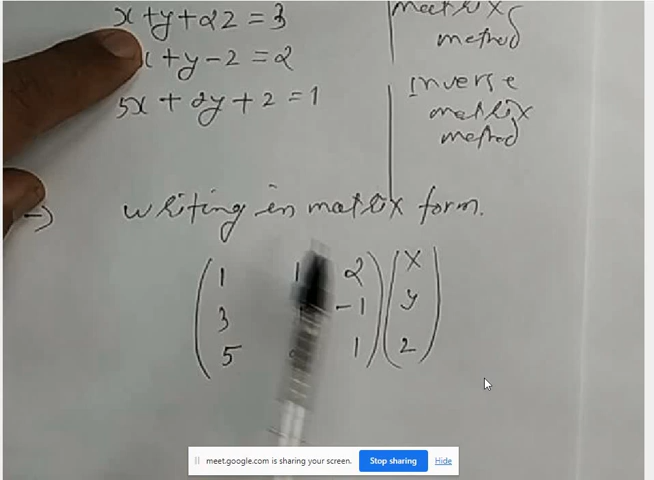 x + y + 2z = 3
x + y - z = 2
5x + 2y + z = 1
matrix
method
inverse
matrix
method
→ writing in matrix form.
1 1 2 x
3 -1 y
5 1 z
meet.google.com is sharing your screen. Stop sharing Hide